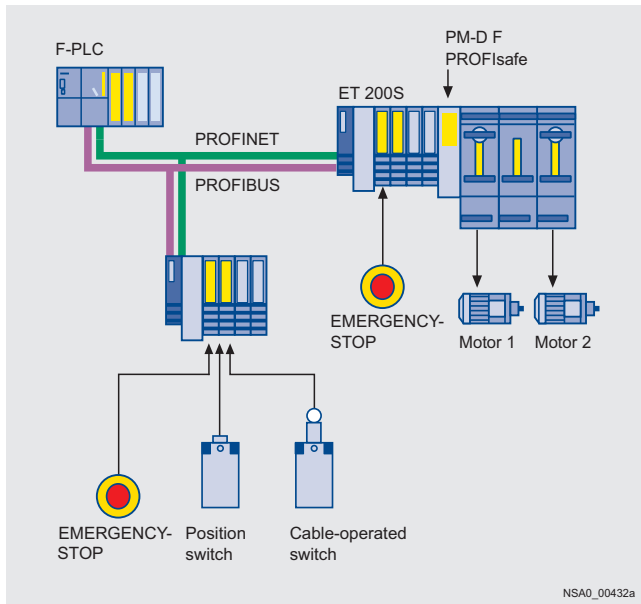 F-PLC
PM-D F
PROFIsafe
ET 200S
PROFINET
PROFIBUS
EMERGENCY-
STOP
Motor 1
Motor 2
EMERGENCY-
STOP
Position
switch
Cable-operated
switch
NSA0_00432a